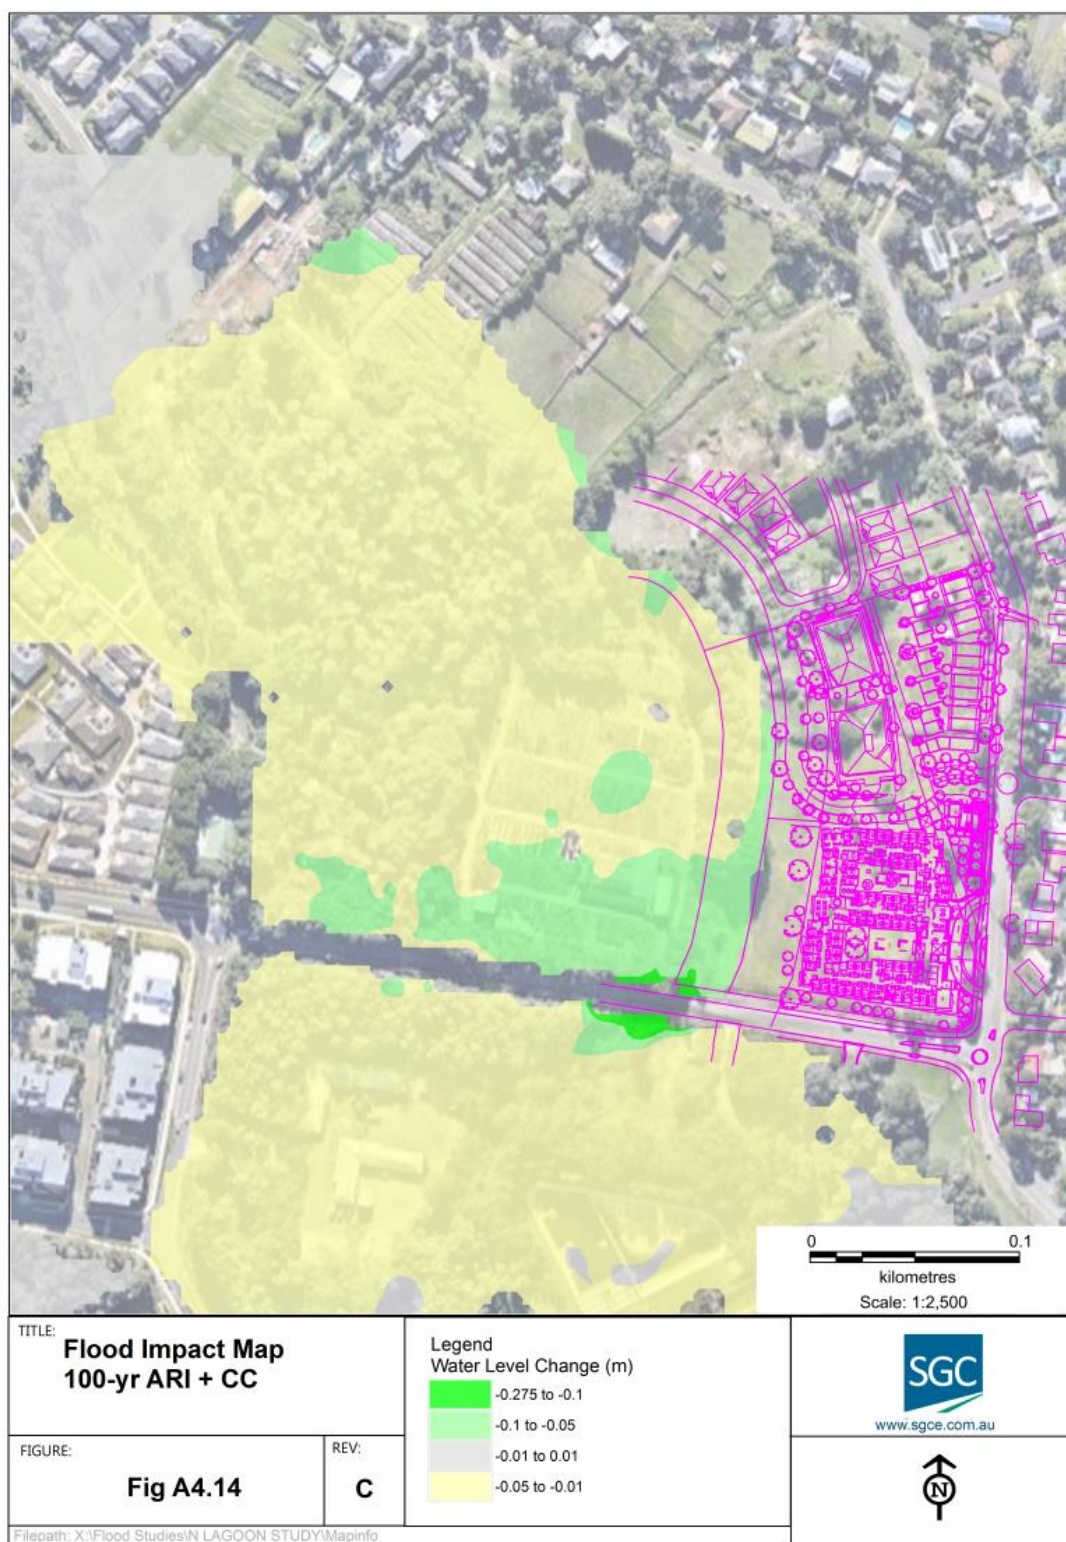 0 0.1
kilometres
Scale: 1:2,500
TITLE:
Flood Impact Map
100-yr ARI + CC
FIGURE:
Fig A4.14
REV:
C
Legend
Water Level Change (m)
-0.275 to -0.1
-0.1 to -0.05
-0.01 to 0.01
-0.05 to -0.01
SGC
www.sgce.com.au
N
Filepath: X:\Flood Studies\N LAGOON STUDY\Mapinfo